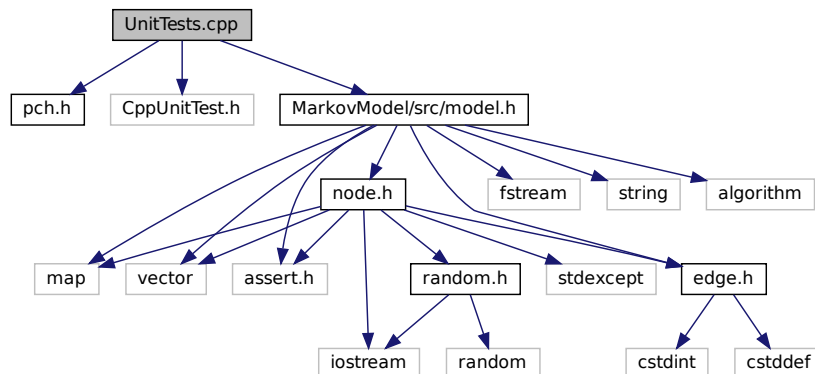 UnitTests.cpp
pch.h
CppUnitTest.h
MarkovModel/src/model.h
node.h
fstream
string
algorithm
map
vector
assert.h
random.h
stdexcept
edge.h
iostream
random
cstdint
cstddef